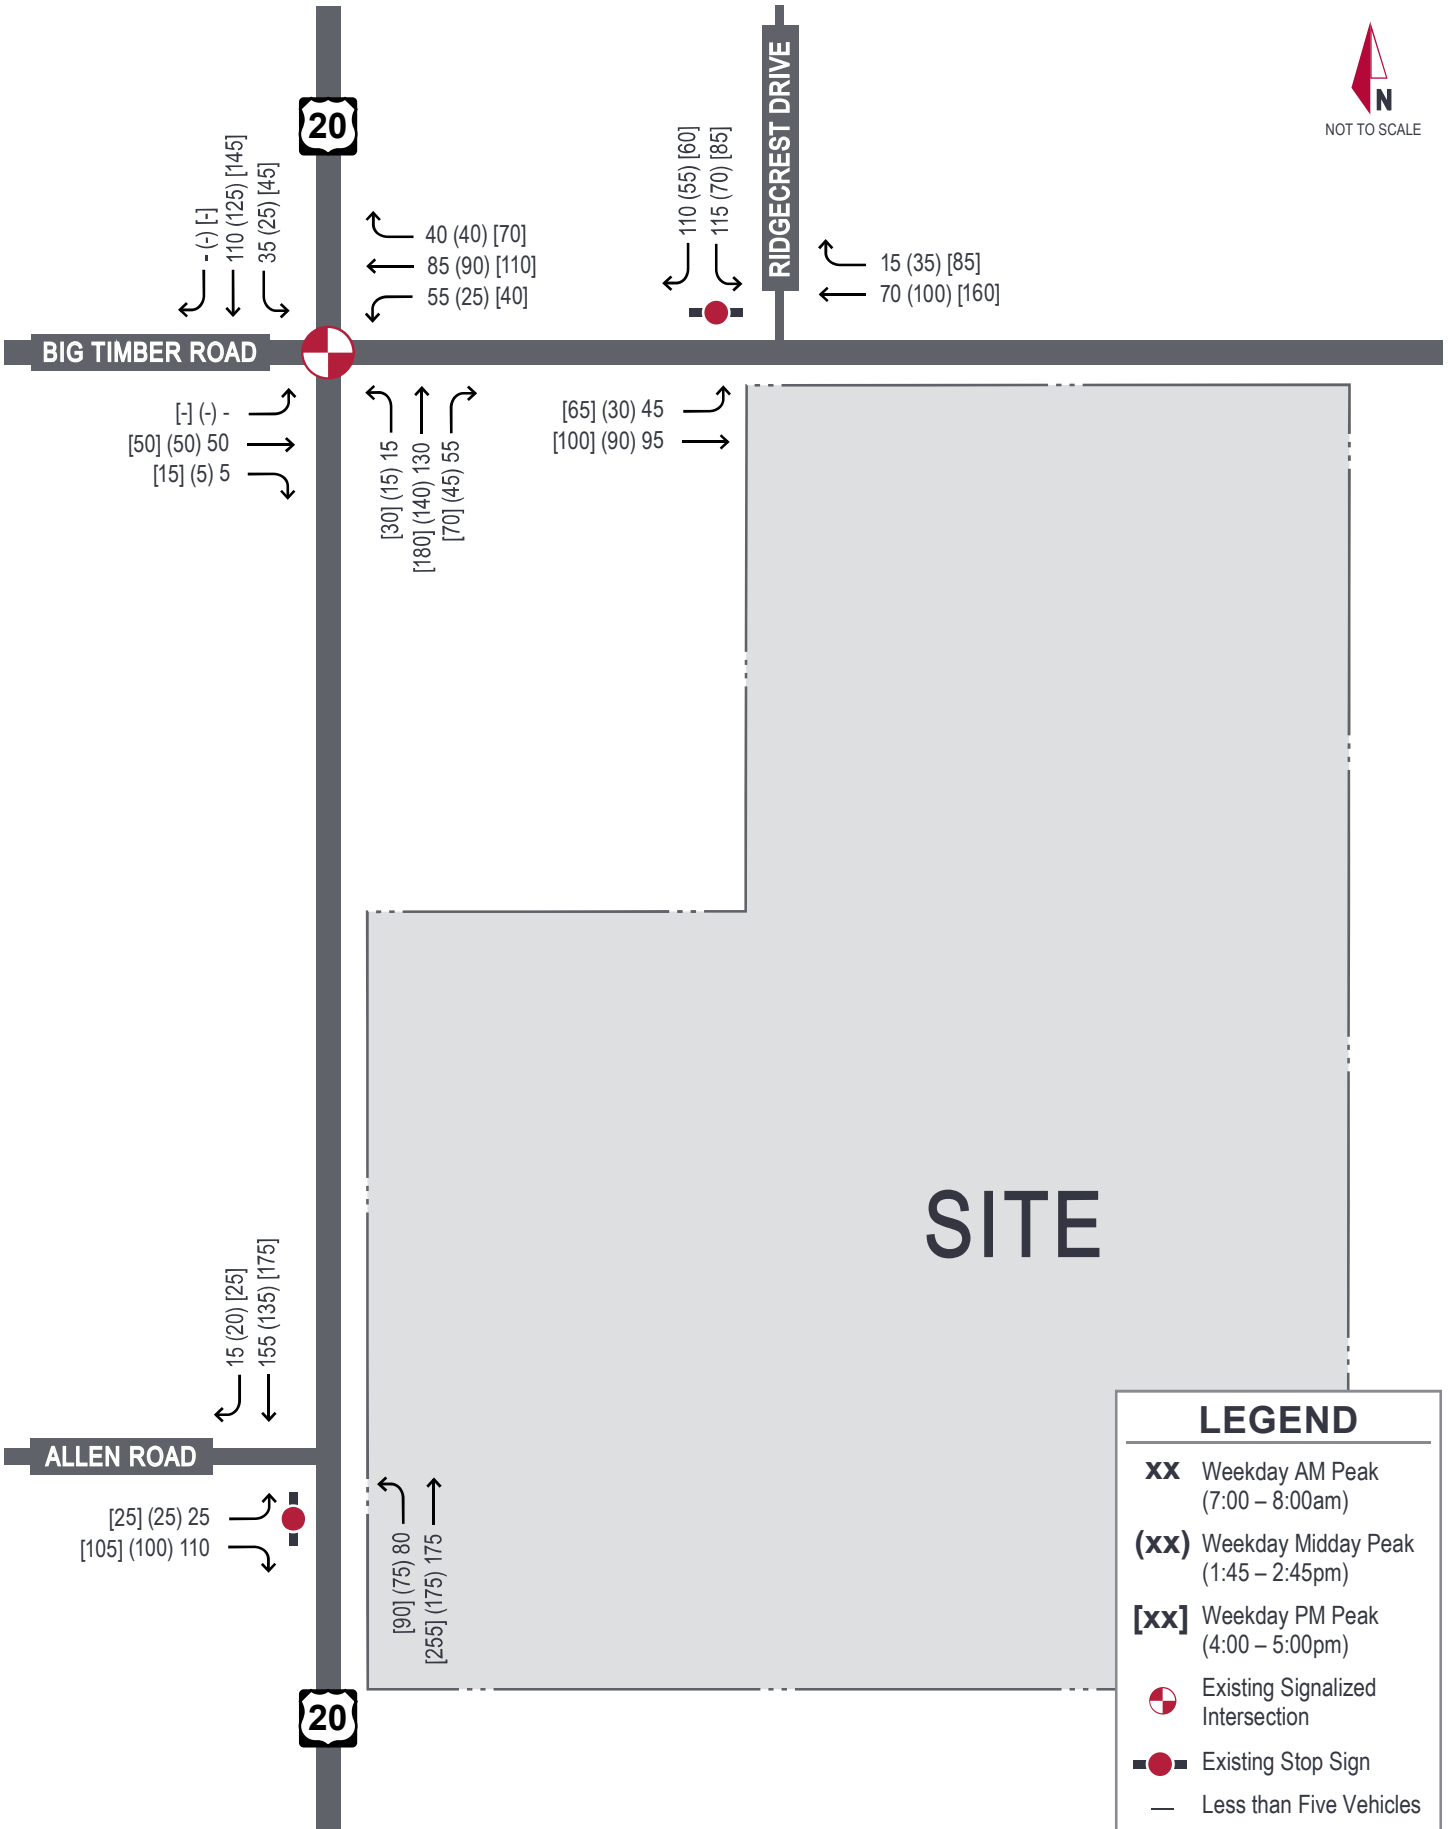 20
RIDGECREST DRIVE
N
NOT TO SCALE
- (-) [-]
110 (125) [145]
35 (25) [45]
40 (40) [70]
85 (90) [110]
55 (25) [40]
110 (55) [60]
115 (70) [85]
15 (35) [85]
70 (100) [160]
BIG TIMBER ROAD
[-] (-) -
[50] (50) 50
[15] (5) 5
[30] (15) 15
[180] (140) 130
[70] (45) 55
[65] (30) 45
[100] (90) 95
SITE
15 (20) [25]
155 (135) [175]
ALLEN ROAD
[25] (25) 25
[105] (100) 110
[90] (75) 80
[255] (175) 175
20
LEGEND
XX Weekday AM Peak
(7:00 – 8:00am)
(XX) Weekday Midday Peak
(1:45 – 2:45pm)
[XX] Weekday PM Peak
(4:00 – 5:00pm)
Existing Signalized
Intersection
Existing Stop Sign
— Less than Five Vehicles